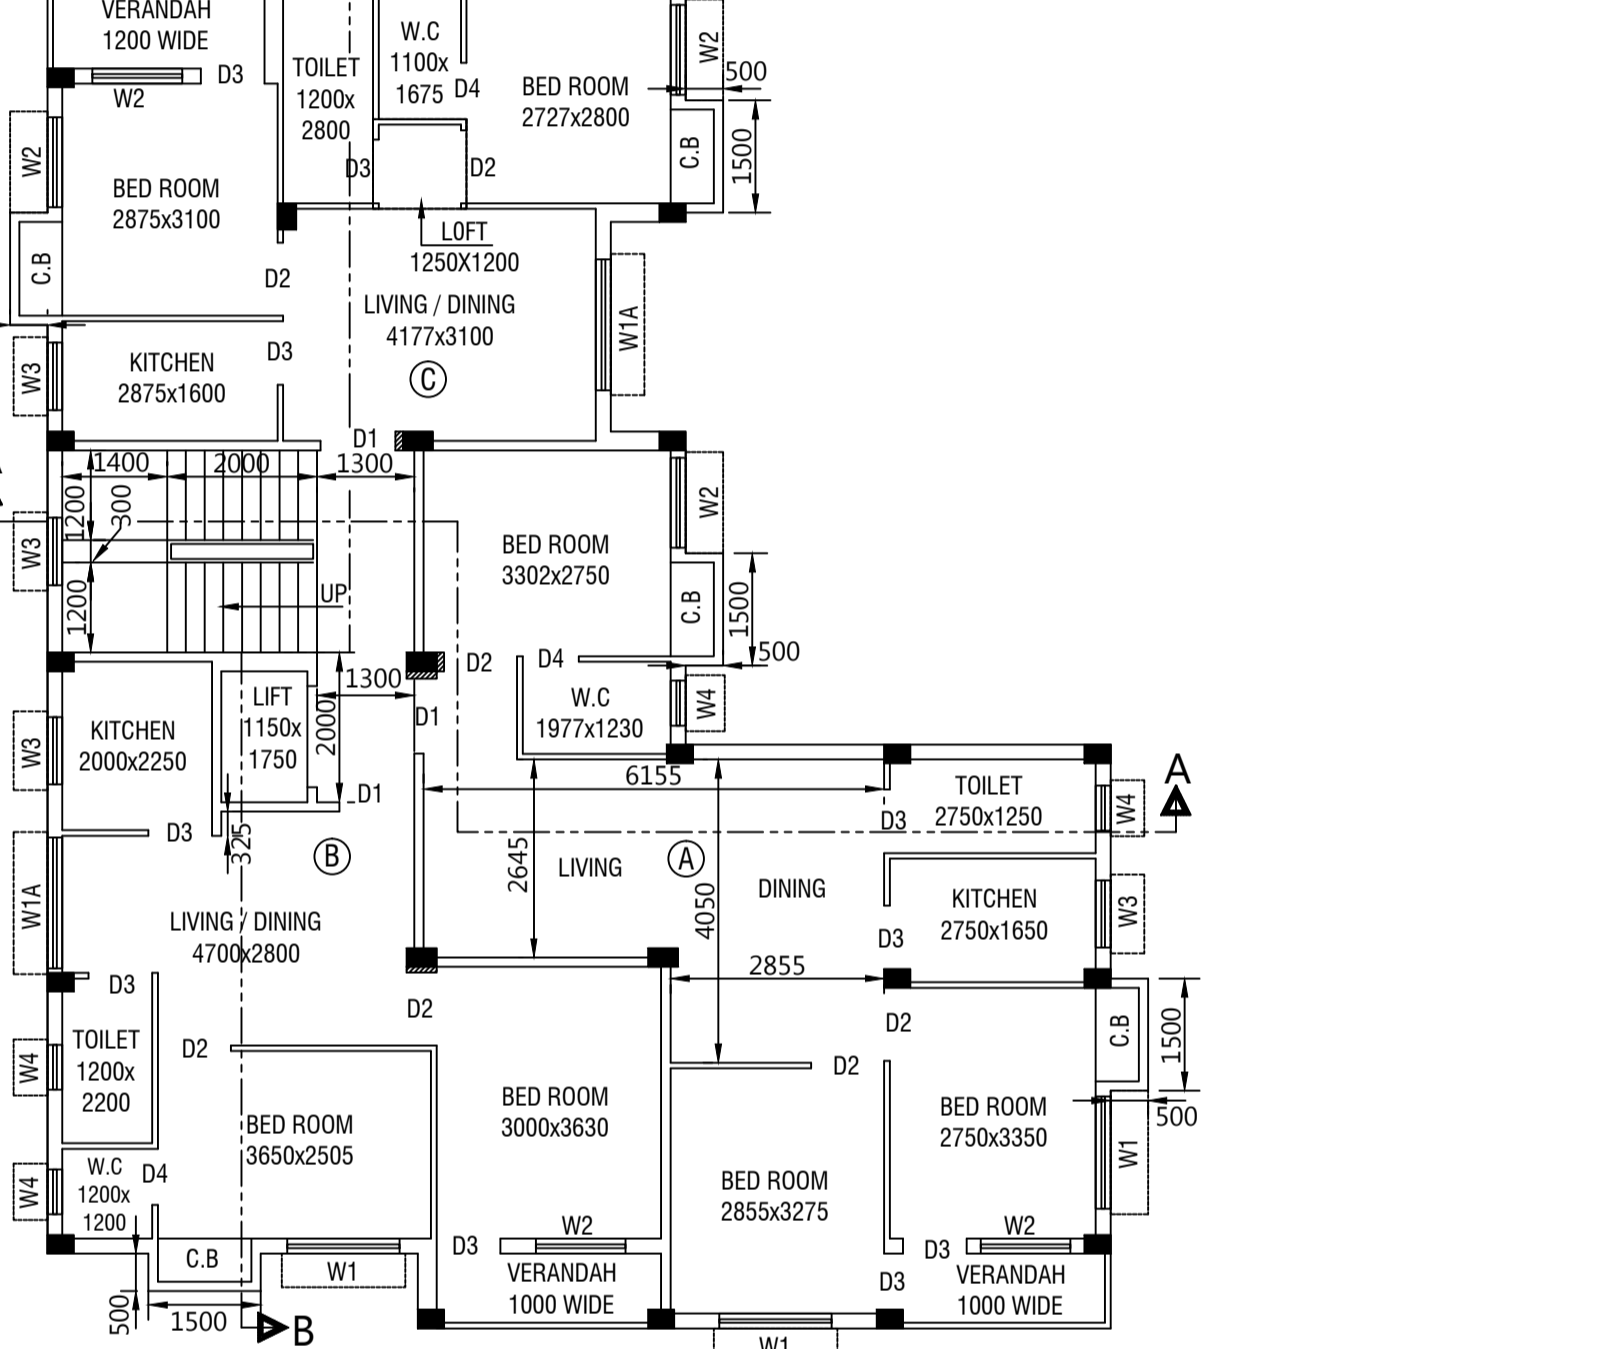 VERANDAH
1200 WIDE
D3
W2
TOILET
1200x
2800
W.C
1100x
1675
D4
BED ROOM
2727x2800
W2
500
C.B
1500
W2
BED ROOM
2875x3100
D3
D2
LOFT
1250X1200
C.B
D2
LIVING / DINING
4177x3100
W1A
C
KITCHEN
2875x1600
D3
W3
D1
1400
2000
1300
1200
300
W3
1200
UP
BED ROOM
3302x2750
W2
C.B
1500
500
D2
D4
W.C
1977x1230
W4
1300
D1
LIFT
1150x
1750
2000
KITCHEN
2000x2250
W3
D1
D3
325
B
6155
TOILET
2750x1250
D3
W4
A
2645
LIVING
A
4050
DINING
KITCHEN
2750x1650
W3
D3
W1A
LIVING / DINING
4700x2800
2855
D3
D2
D2
C.B
1500
500
TOILET
1200x
2200
W4
D2
D2
BED ROOM
3000x3630
BED ROOM
2750x3350
W1
BED ROOM
3650x2505
BED ROOM
2855x3275
W.C
1200x
1200
D4
W4
C.B
W1
D3
W2
VERANDAH
1000 WIDE
D3
D3
W2
VERANDAH
1000 WIDE
500
1500
B
W1